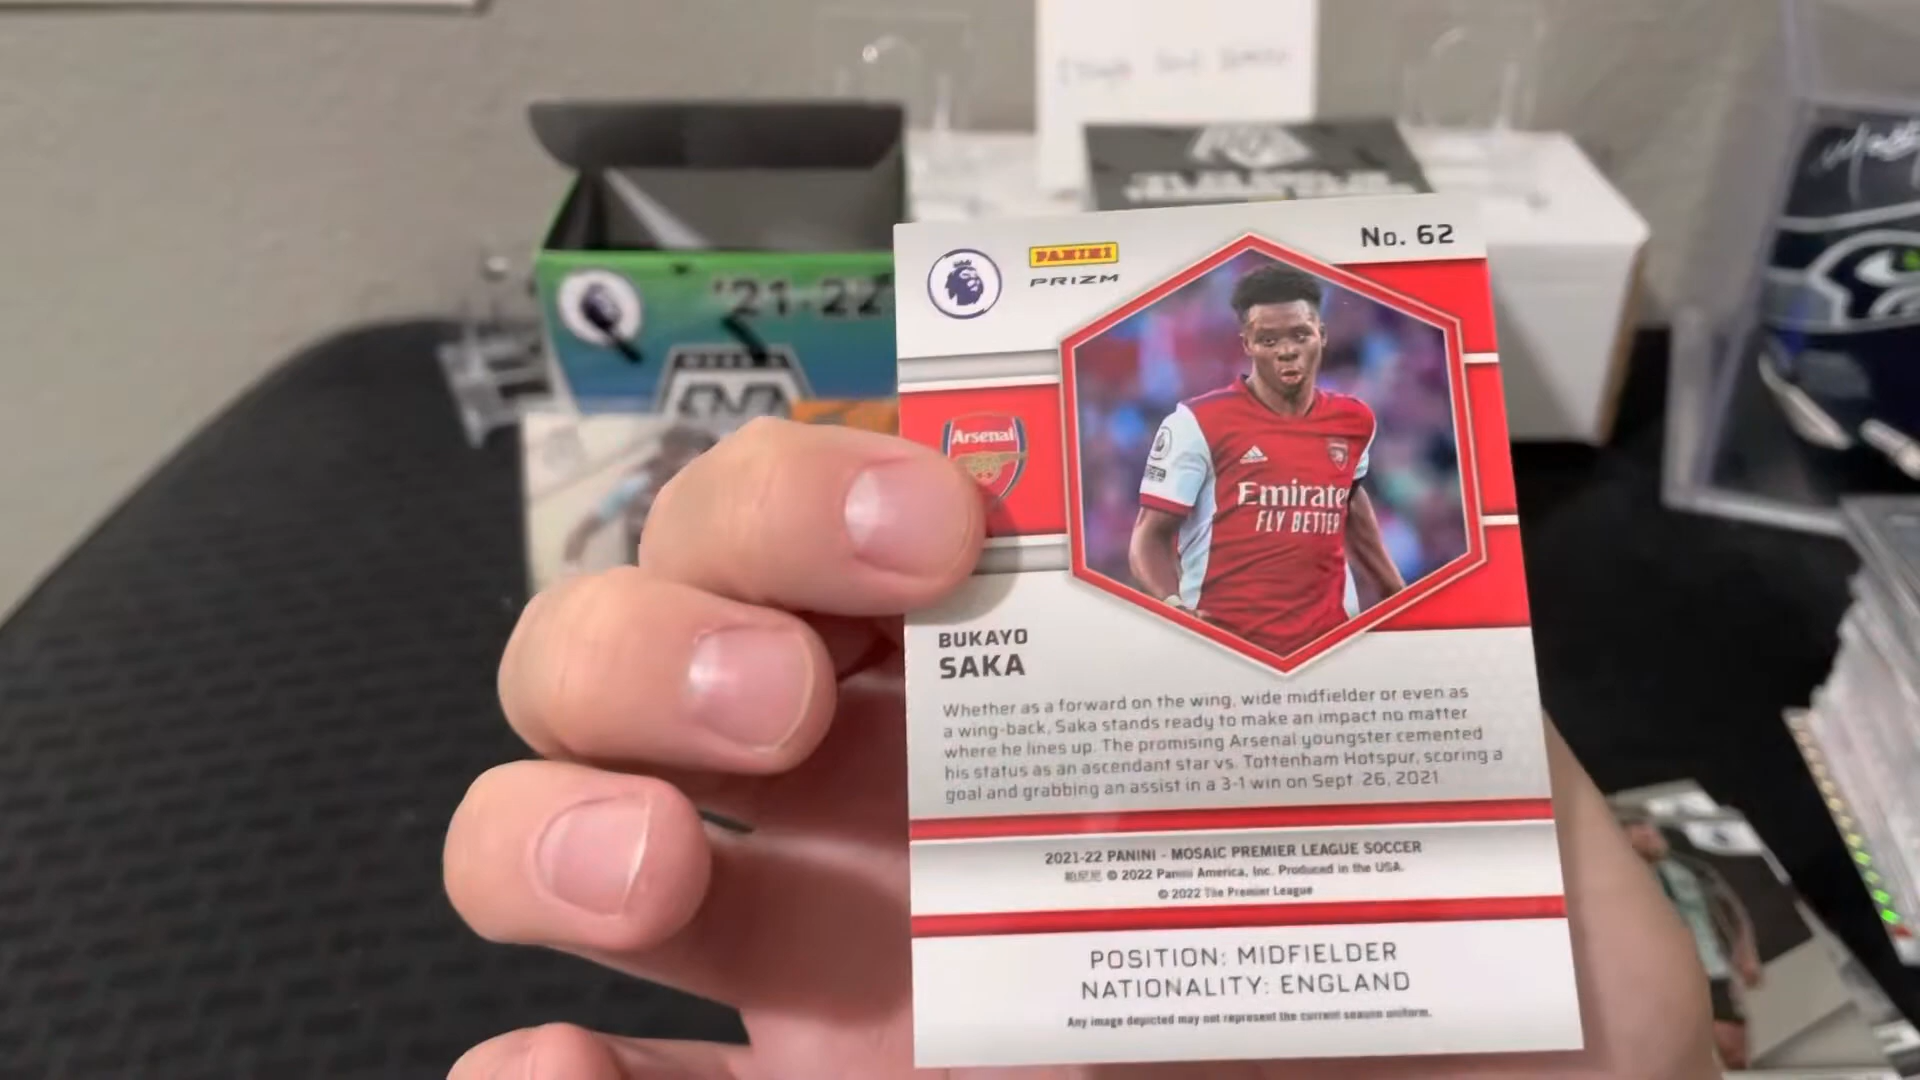 '21-22
MOSAIC
No. 62
PANINI
PRIZM
Arsenal
Emirate
FLY BETTER
BUKAYO
SAKA
Whether as a forward on the wing, wide midfielder or even as
a wing-back, Saka stands ready to make an impact no matter
where he lines up. The promising Arsenal youngster cemented
his status as an ascendant star vs. Tottenham Hotspur, scoring a
goal and grabbing an assist in a 3-1 win on Sept. 26, 2021.
2021-22 PANINI - MOSAIC PREMIER LEAGUE SOCCER
帕尼尼 © 2022 Panini America, Inc. Produced in the USA.
© 2022 The Premier League
POSITION: MIDFIELDER
NATIONALITY: ENGLAND
Any image depicted may not represent the current season uniform.